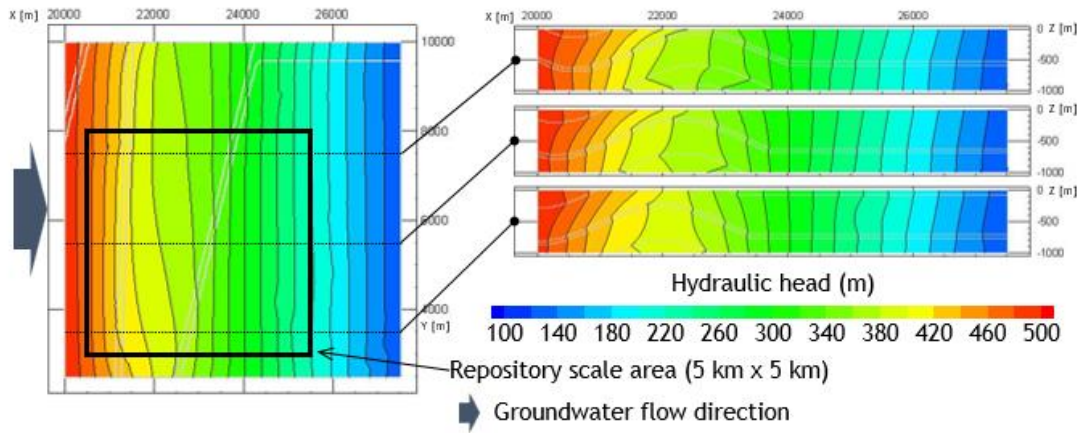 X [m] 20000 22000 24000 26000
10000
8000
6000
4000
Y [m]
X [m] 20000 22000 24000 26000
0 Z [m]
-500
-1000
0 Z [m]
-500
-1000
0 Z [m]
-500
-1000
Hydraulic head (m)
100 140 180 220 260 300 340 380 420 460 500
Repository scale area (5 km x 5 km)
Groundwater flow direction